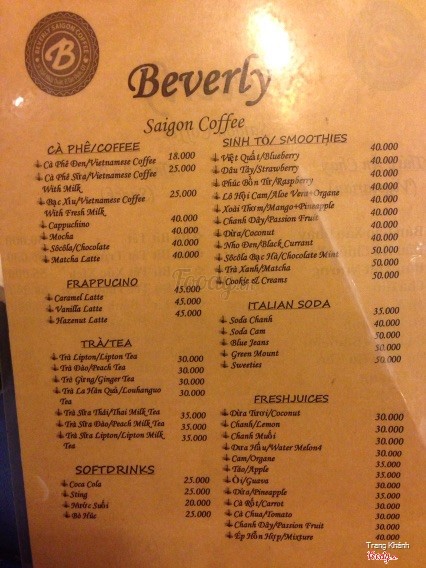 BEVERLY SAIGON COFFEE
B
Beverly
Saigon Coffee
CÀ PHÊ/COFFEE
Cà Phê Đen/Vietnamese Coffee 18.000
Cà Phê Sữa/Vietnamese Coffee 25.000
With Milk
Bạc Xỉu/Vietnamese Coffee 25.000
With Fresh Milk
Cappuchino 40.000
Mocha 40.000
Sôcôla/Chocolate 40.000
Matcha Latte 40.000
FRAPPUCINO
Caramel Latte 45.000
Vanilla Latte 45.000
Hazenut Latte 45.000
TRÀ/TEA
Trà Lipton/Lipton Tea 30.000
Trà Đào/Peach Tea 30.000
Trà Gừng/Ginger Tea 30.000
Trà La Hán Quả/Louhanguo 30.000
Tea
Trà Sữa Thái/Thai Milk Tea 35.000
Trà Sữa Đào/Peach Milk Tea 35.000
Trà Sữa Lipton/Lipton Milk 35.000
Tea
SOFTDRINKS
Coca Cola 25.000
Sting 25.000
Nước Suối 20.000
Bò Húc 25.000
SINH TỐ/ SMOOTHIES
Việt Quất/Blueberry 40.000
Dâu Tây/Strawberry 40.000
Phúc Bồn Tử/Raspberry 40.000
Lô Hội Cam/Aloe Vera+Organe 40.000
Xoài Thơm/Mango+Pineapple 40.000
Chanh Dây/Passion Fruit 40.000
Dừa/Coconut 40.000
Nho Đen/Black Currant 40.000
Sôcôla Bạc Hà/Chocolate Mint 50.000
Trà Xanh/Matcha 50.000
Cookie & Creams 50.000
ITALIAN SODA
Soda Chanh 35.000
Soda Cam 40.000
Blue Jeans 50.000
Green Mount 50.000
Sweeties 50.000
FRESHJUICES
Dừa Tươi/Coconut 30.000
Chanh/Lemon 30.000
Chanh Muối 30.000
Dưa Hấu/Water Melon4 30.000
Cam/Organe 35.000
Táo/Apple 35.000
Ổi/Guava 30.000
Dứa/Pineapple 35.000
Cà Rốt/Carrot 30.000
Cà Chua/Tomato 30.000
Chanh Dây/Passion Fruit 30.000
Ép Hỗn Hợp/Mixture 40.000
Foody.vn
Trang Khánh
Foody.vn